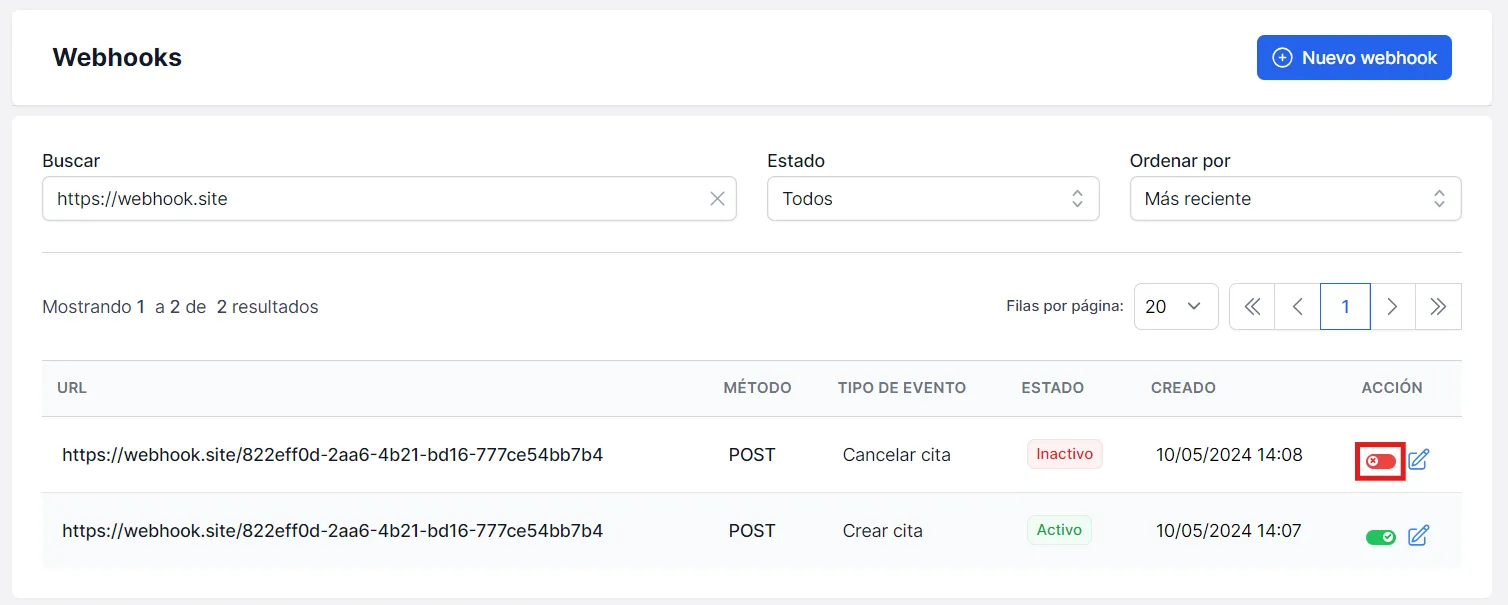 Webhooks
Nuevo webhook
Buscar
Estado
Ordenar por
https://webhook.site
Todos
Más reciente
Mostrando 1 a 2 de 2 resultados
Filas por página:
20
1
URL MÉTODO TIPO DE EVENTO ESTADO CREADO ACCIÓN
https://webhook.site/822eff0d-2aa6-4b21-bd16-777ce54bb7b4 POST Cancelar cita Inactivo 10/05/2024 14:08
https://webhook.site/822eff0d-2aa6-4b21-bd16-777ce54bb7b4 POST Crear cita Activo 10/05/2024 14:07